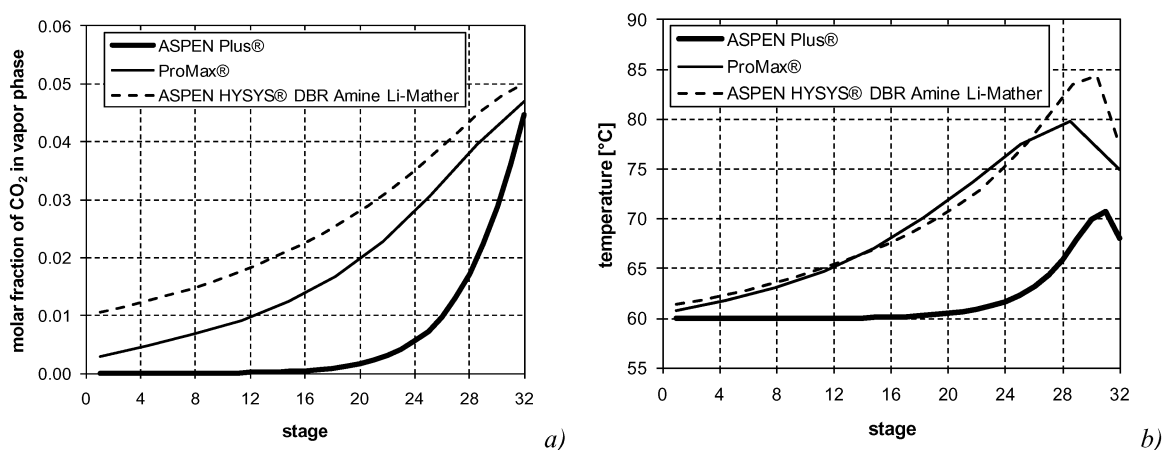 0.06
0.05
0.04
0.03
0.02
0.01
0.00
molar fraction of CO2 in vapor phase
ASPEN Plus®
ProMax®
ASPEN HYSYS® DBR Amine Li-Mather
0 4 8 12 16 20 24 28 32
stage
a)
90
85
80
75
70
65
60
55
temperature [°C]
ASPEN Plus®
ProMax®
ASPEN HYSYS® DBR Amine Li-Mather
0 4 8 12 16 20 24 28 32
stage
b)